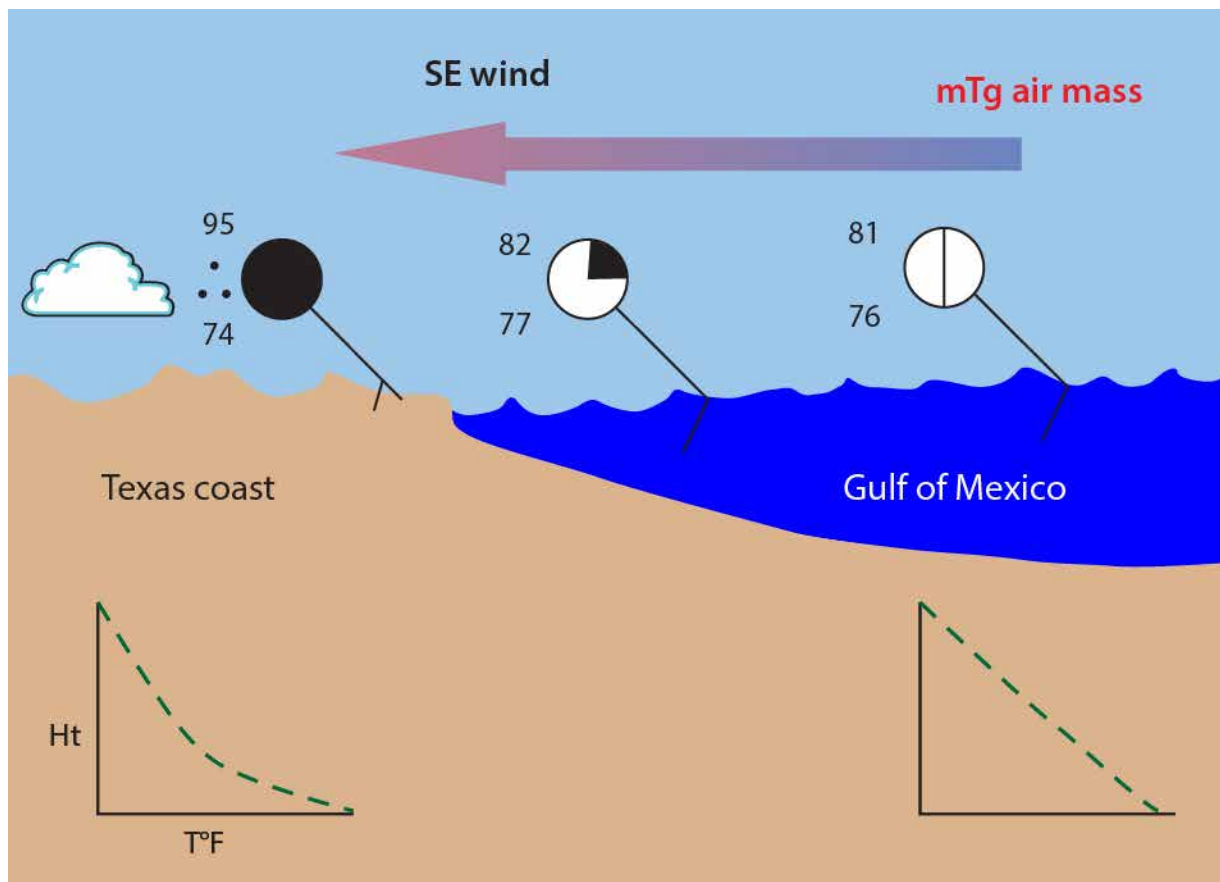 SE wind
mTg air mass
95
74
82
77
81
76
Texas coast
Gulf of Mexico
Ht
T°F